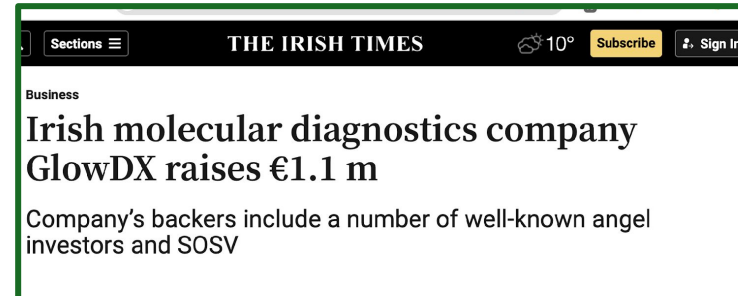 Sections
THE IRISH TIMES
10°
Subscribe
Sign
Business
Irish molecular diagnostics company
GlowDX raises €1.1 m
Company's backers include a number of well-known angel
investors and SOSV